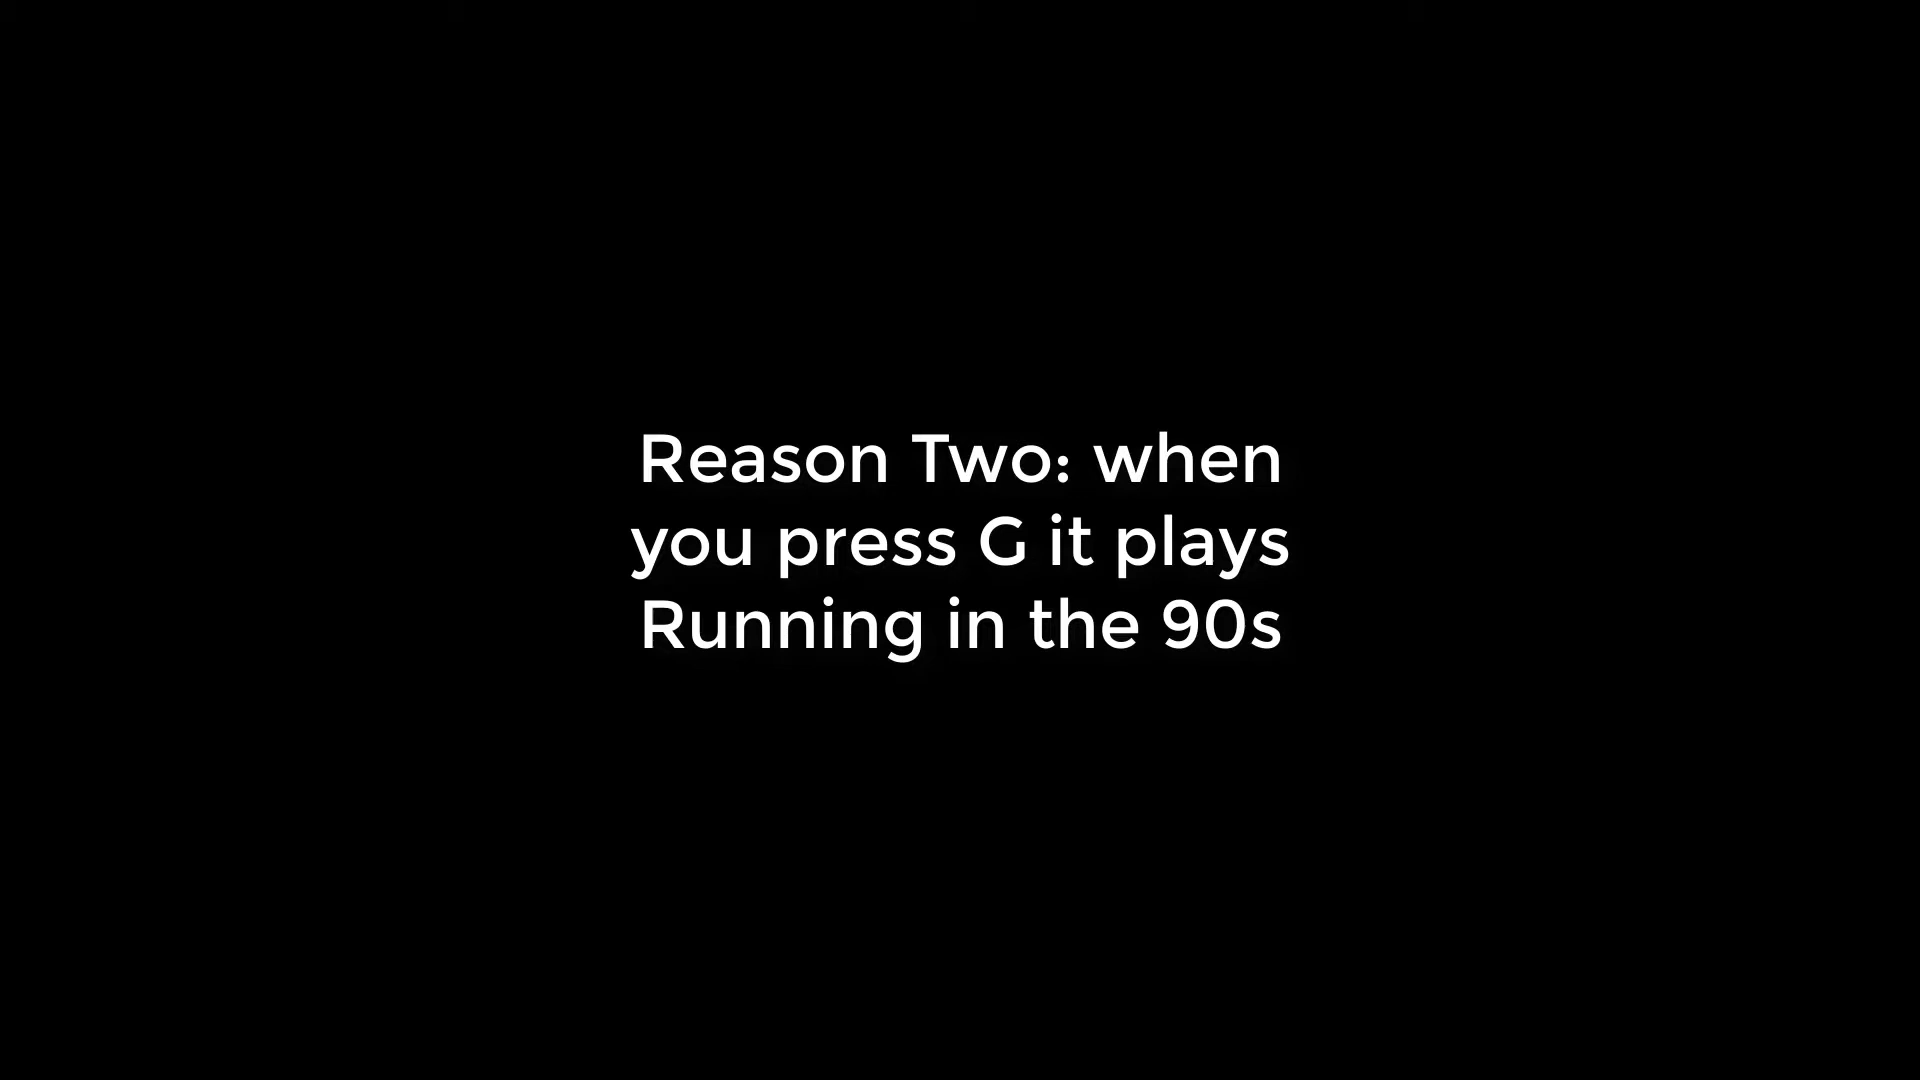 Reason Two: when
you press G it plays
Running in the 90s